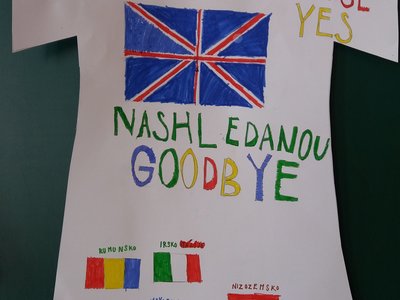 YES
NASHLEDANOU
GOODBYE
RUMUNSKO
IRSKO
NIZOZEMSKO